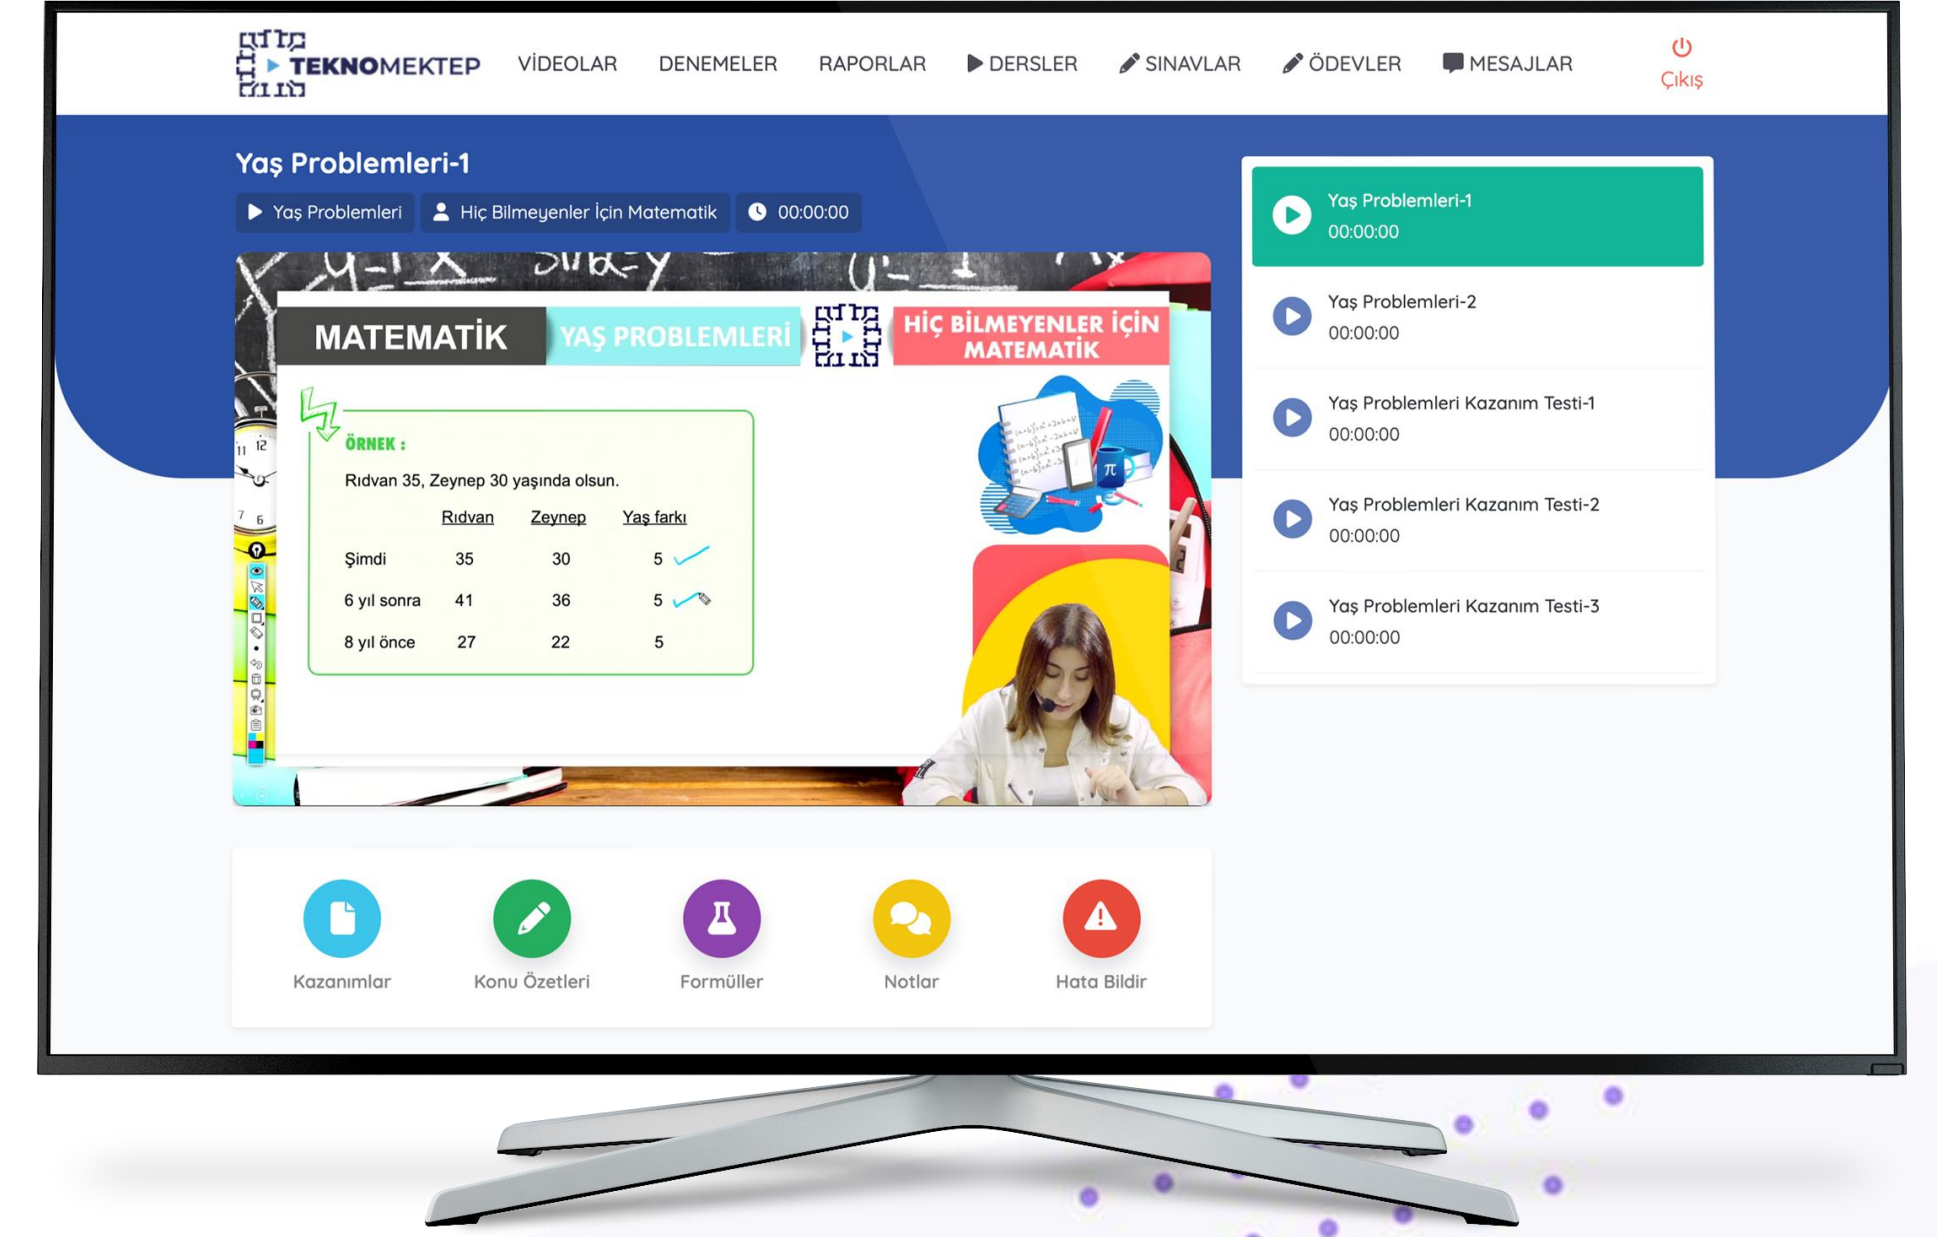 TEKNOMEKTEP
VİDEOLAR
DENEMELER
RAPORLAR
DERSLER
SINAVLAR
ÖDEVLER
MESAJLAR
Çıkış
Yaş Problemleri-1
Yaş Problemleri
Hiç Bilmeyenler İçin Matematik
00:00:00
MATEMATİK
YAŞ PROBLEMLERİ
HİÇ BİLMEYENLER İÇİN
MATEMATİK
ÖRNEK :
Rıdvan 35, Zeynep 30 yaşında olsun.
Rıdvan Zeynep Yaş farkı
Şimdi 35 30 5
6 yıl sonra 41 36 5
8 yıl önce 27 22 5
π
11 12
7 6
Yaş Problemleri-1
00:00:00
Yaş Problemleri-2
00:00:00
Yaş Problemleri Kazanım Testi-1
00:00:00
Yaş Problemleri Kazanım Testi-2
00:00:00
Yaş Problemleri Kazanım Testi-3
00:00:00
Kazanımlar
Konu Özetleri
Formüller
Notlar
Hata Bildir